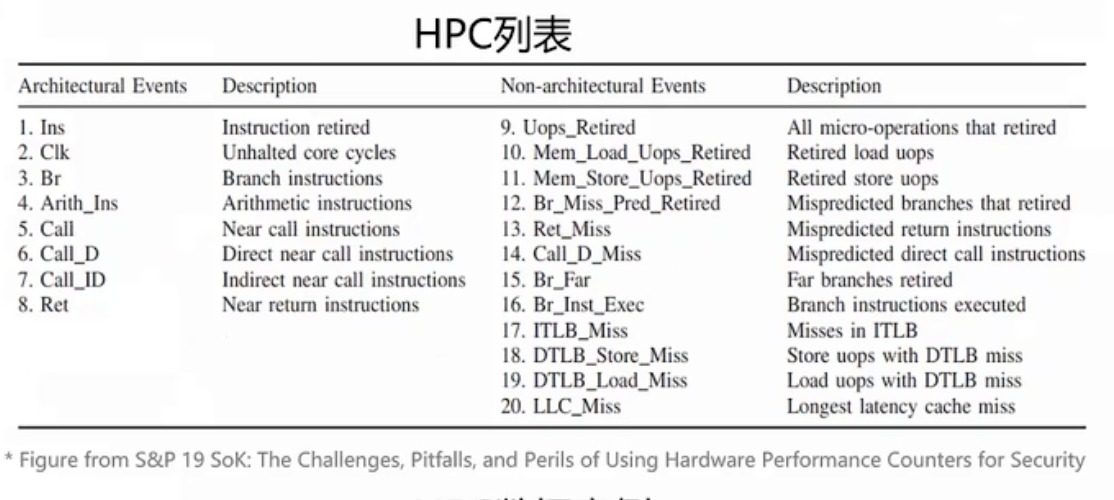 HPC列表
Architectural Events Description Non-architectural Events Description
1. Ins Instruction retired 9. Uops_Retired All micro-operations that retired
2. Clk Unhalted core cycles 10. Mem_Load_Uops_Retired Retired load uops
3. Br Branch instructions 11. Mem_Store_Uops_Retired Retired store uops
4. Arith_Ins Arithmetic instructions 12. Br_Miss_Pred_Retired Mispredicted branches that retired
5. Call Near call instructions 13. Ret_Miss Mispredicted return instructions
6. Call_D Direct near call instructions 14. Call_D_Miss Mispredicted direct call instructions
7. Call_ID Indirect near call instructions 15. Br_Far Far branches retired
8. Ret Near return instructions 16. Br_Inst_Exec Branch instructions executed
17. ITLB_Miss Misses in ITLB
18. DTLB_Store_Miss Store uops with DTLB miss
19. DTLB_Load_Miss Load uops with DTLB miss
20. LLC_Miss Longest latency cache miss
* Figure from S&P 19 SoK: The Challenges, Pitfalls, and Perils of Using Hardware Performance Counters for Security